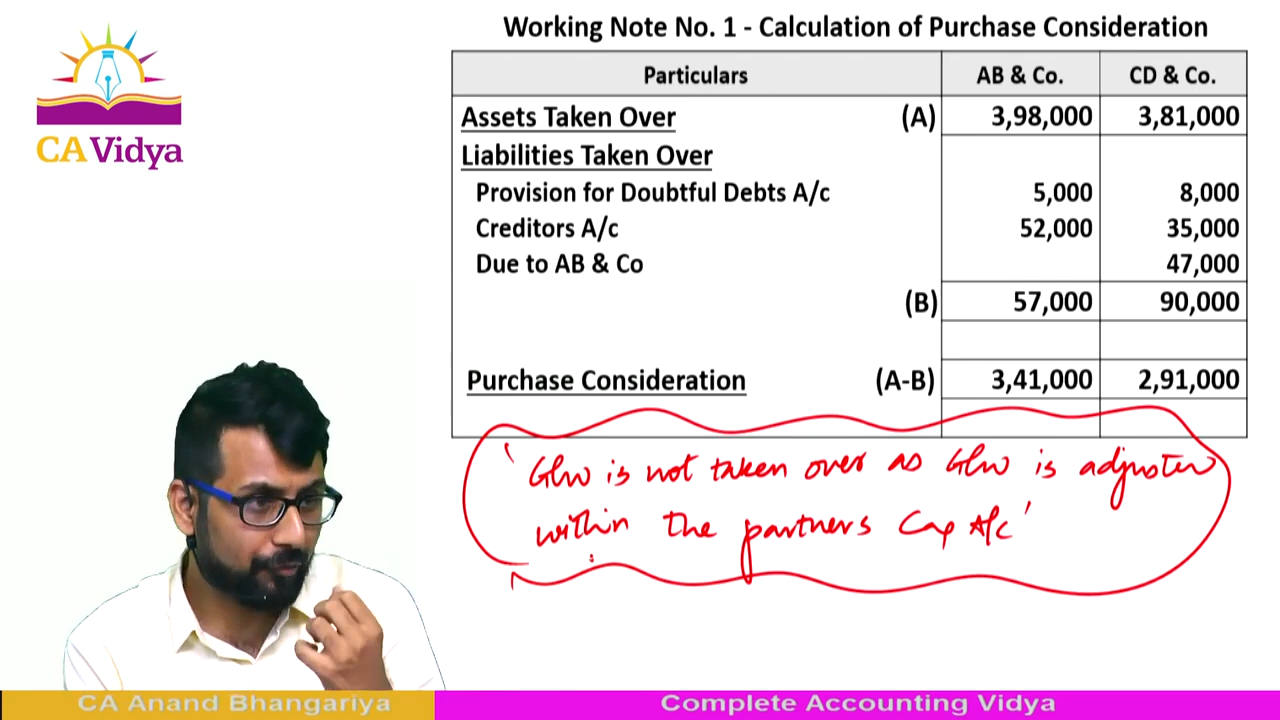 Working Note No. 1 - Calculation of Purchase Consideration
CA Vidya
Particulars AB & Co. CD & Co.
Assets Taken Over (A) 3,98,000 3,81,000
Liabilities Taken Over
Provision for Doubtful Debts A/c 5,000 8,000
Creditors A/c 52,000 35,000
Due to AB & Co 47,000
(B) 57,000 90,000
Purchase Consideration (A-B) 3,41,000 2,91,000
'Glw is not taken over as Glw is adjusted
within the partners Cap A/c'
CA Anand Bhangariya Complete Accounting Vidya